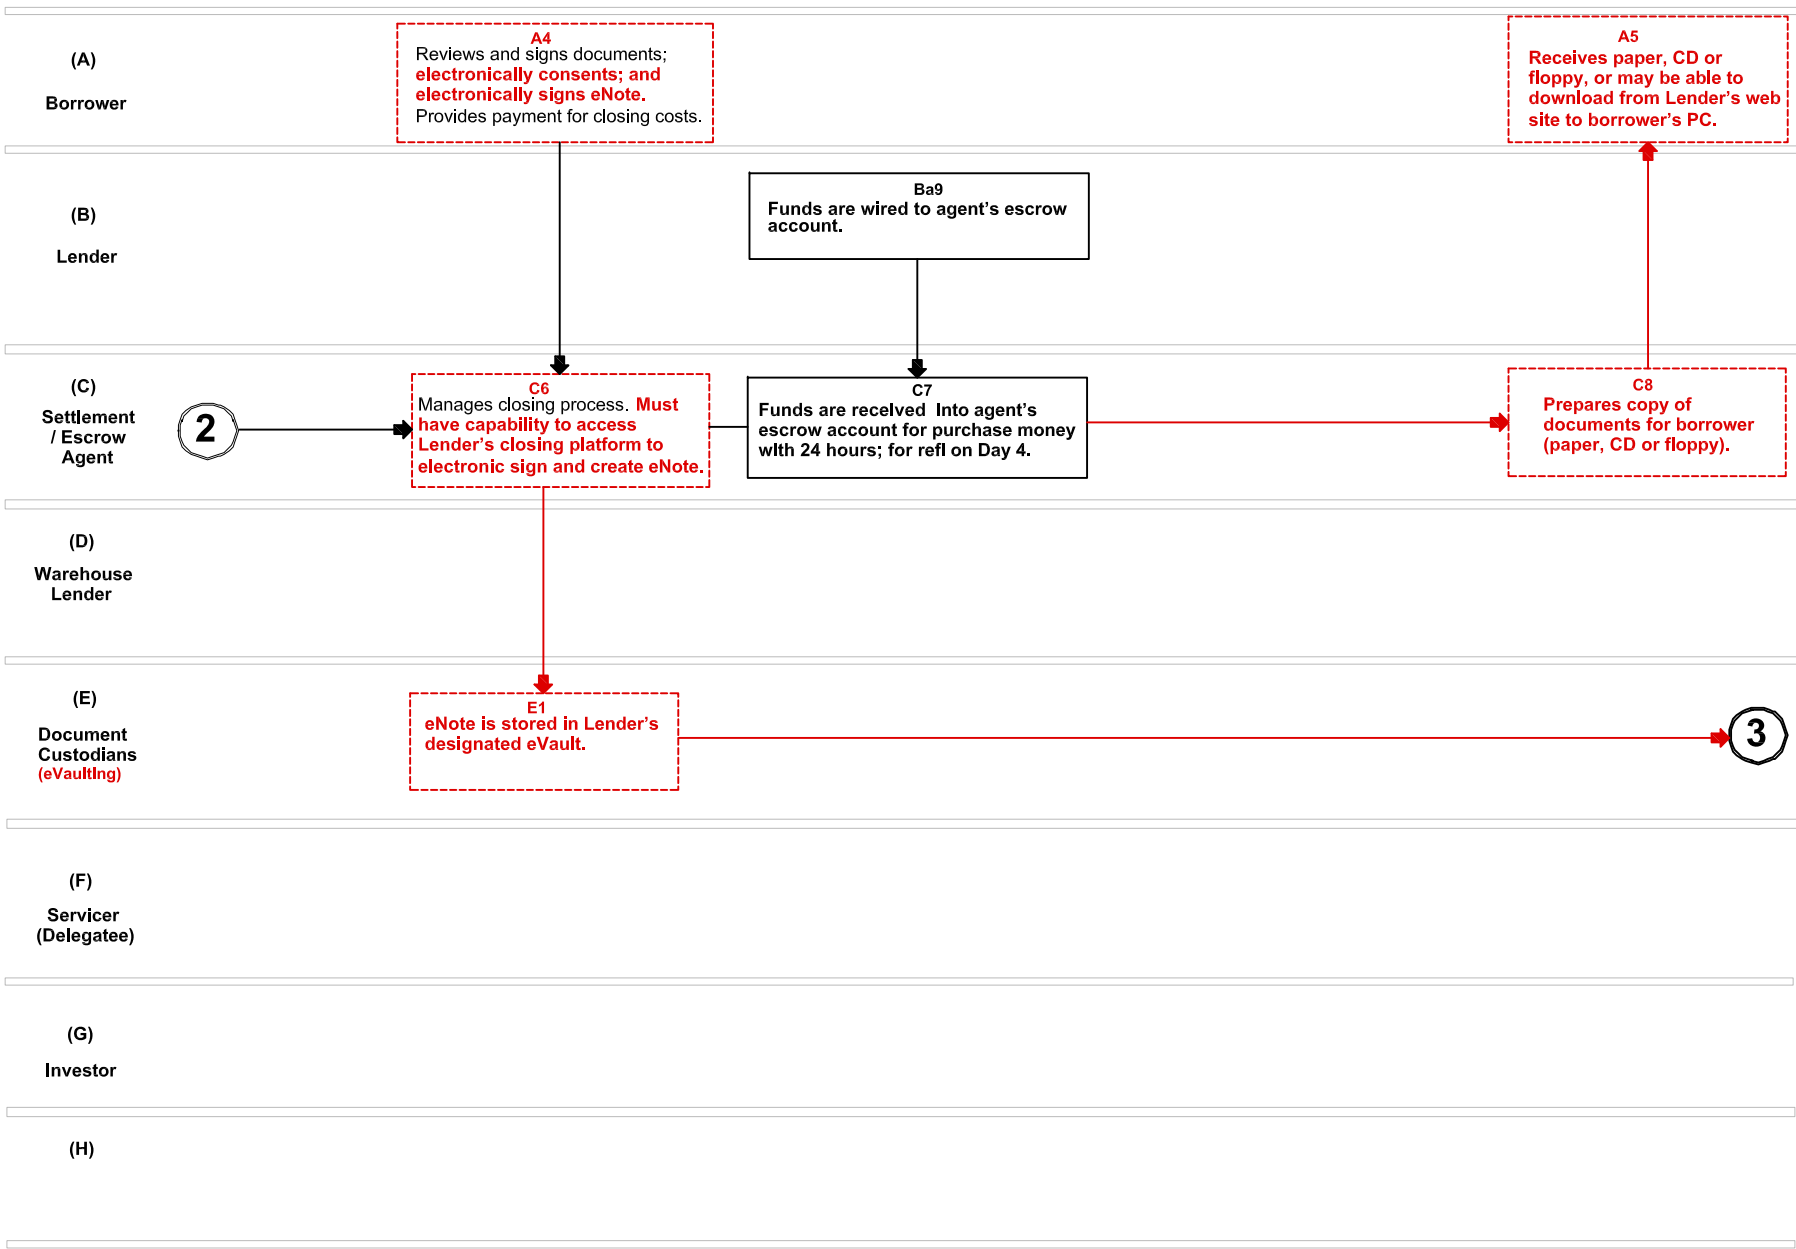 (A)
Borrower
A4
Reviews and signs documents;
electronically consents; and
electronically signs eNote.
Provides payment for closing costs.
A5
Receives paper, CD or
floppy, or may be able to
download from Lender's web
site to borrower's PC.
(B)
Lender
Ba9
Funds are wired to agent's escrow
account.
(C)
Settlement
/ Escrow
Agent
2
C6
Manages closing process. Must
have capability to access
Lender's closing platform to
electronic sign and create eNote.
C7
Funds are received Into agent's
escrow account for purchase money
wIth 24 hours; for refI on Day 4.
C8
Prepares copy of
documents for borrower
(paper, CD or floppy).
(D)
Warehouse
Lender
(E)
Document
Custodians
(eVaultIng)
E1
eNote is stored in Lender's
designated eVault.
3
(F)
Servicer
(Delegatee)
(G)
Investor
(H)